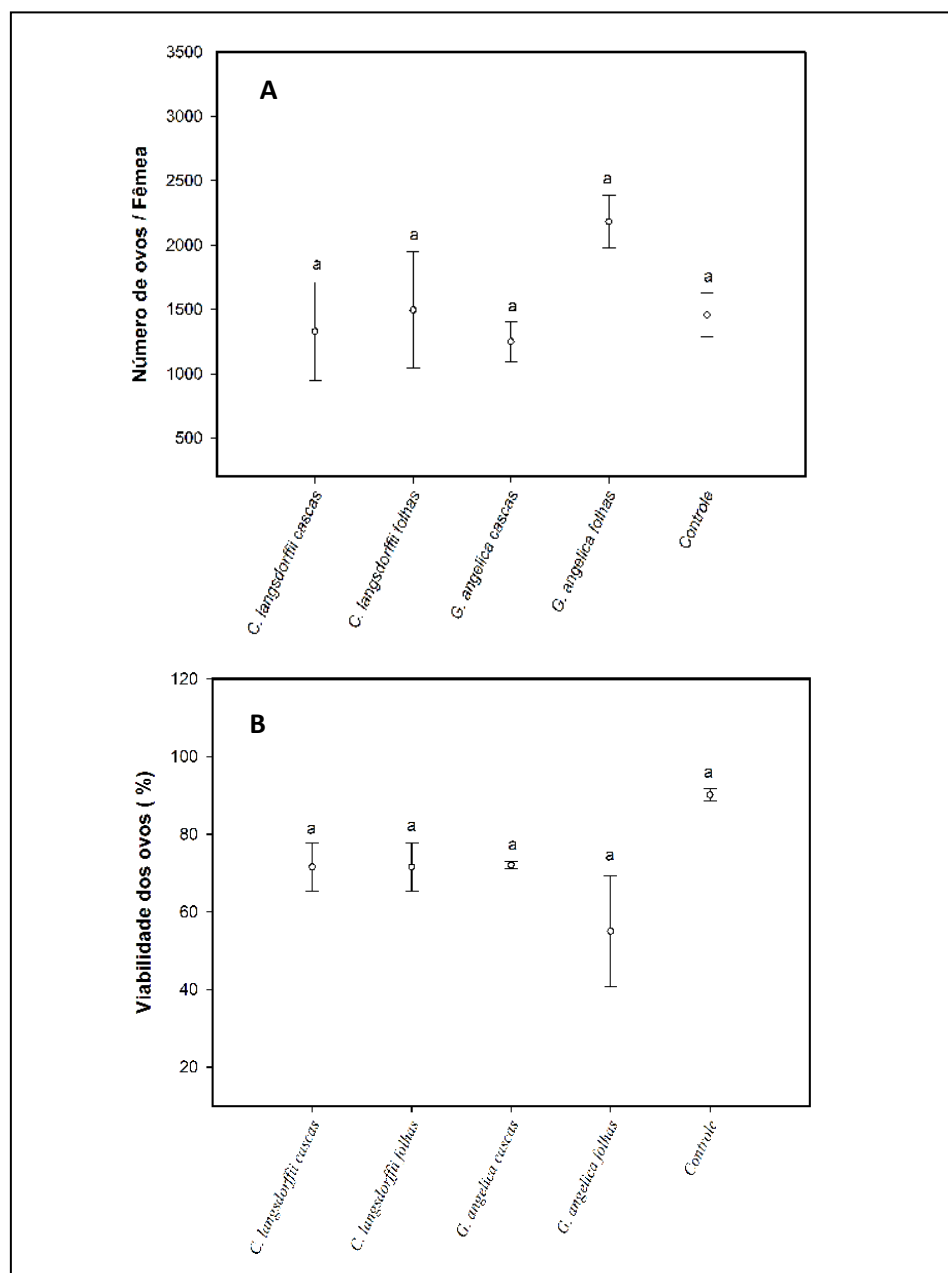 A
3500
3000
2500
2000
1500
1000
500
Número de ovos / Fêmea
a
a
a
a
a
C. langsdorffii cascas
C. langsdorffii folhas
G. angelica cascas
G. angelica folhas
Controle
B
120
100
80
60
40
20
Viabilidade dos ovos ( %)
a
a
a
a
a
C. langsdorffii cascas
C. langsdorffii folhas
G. angelica cascas
G. angelica folhas
Controle